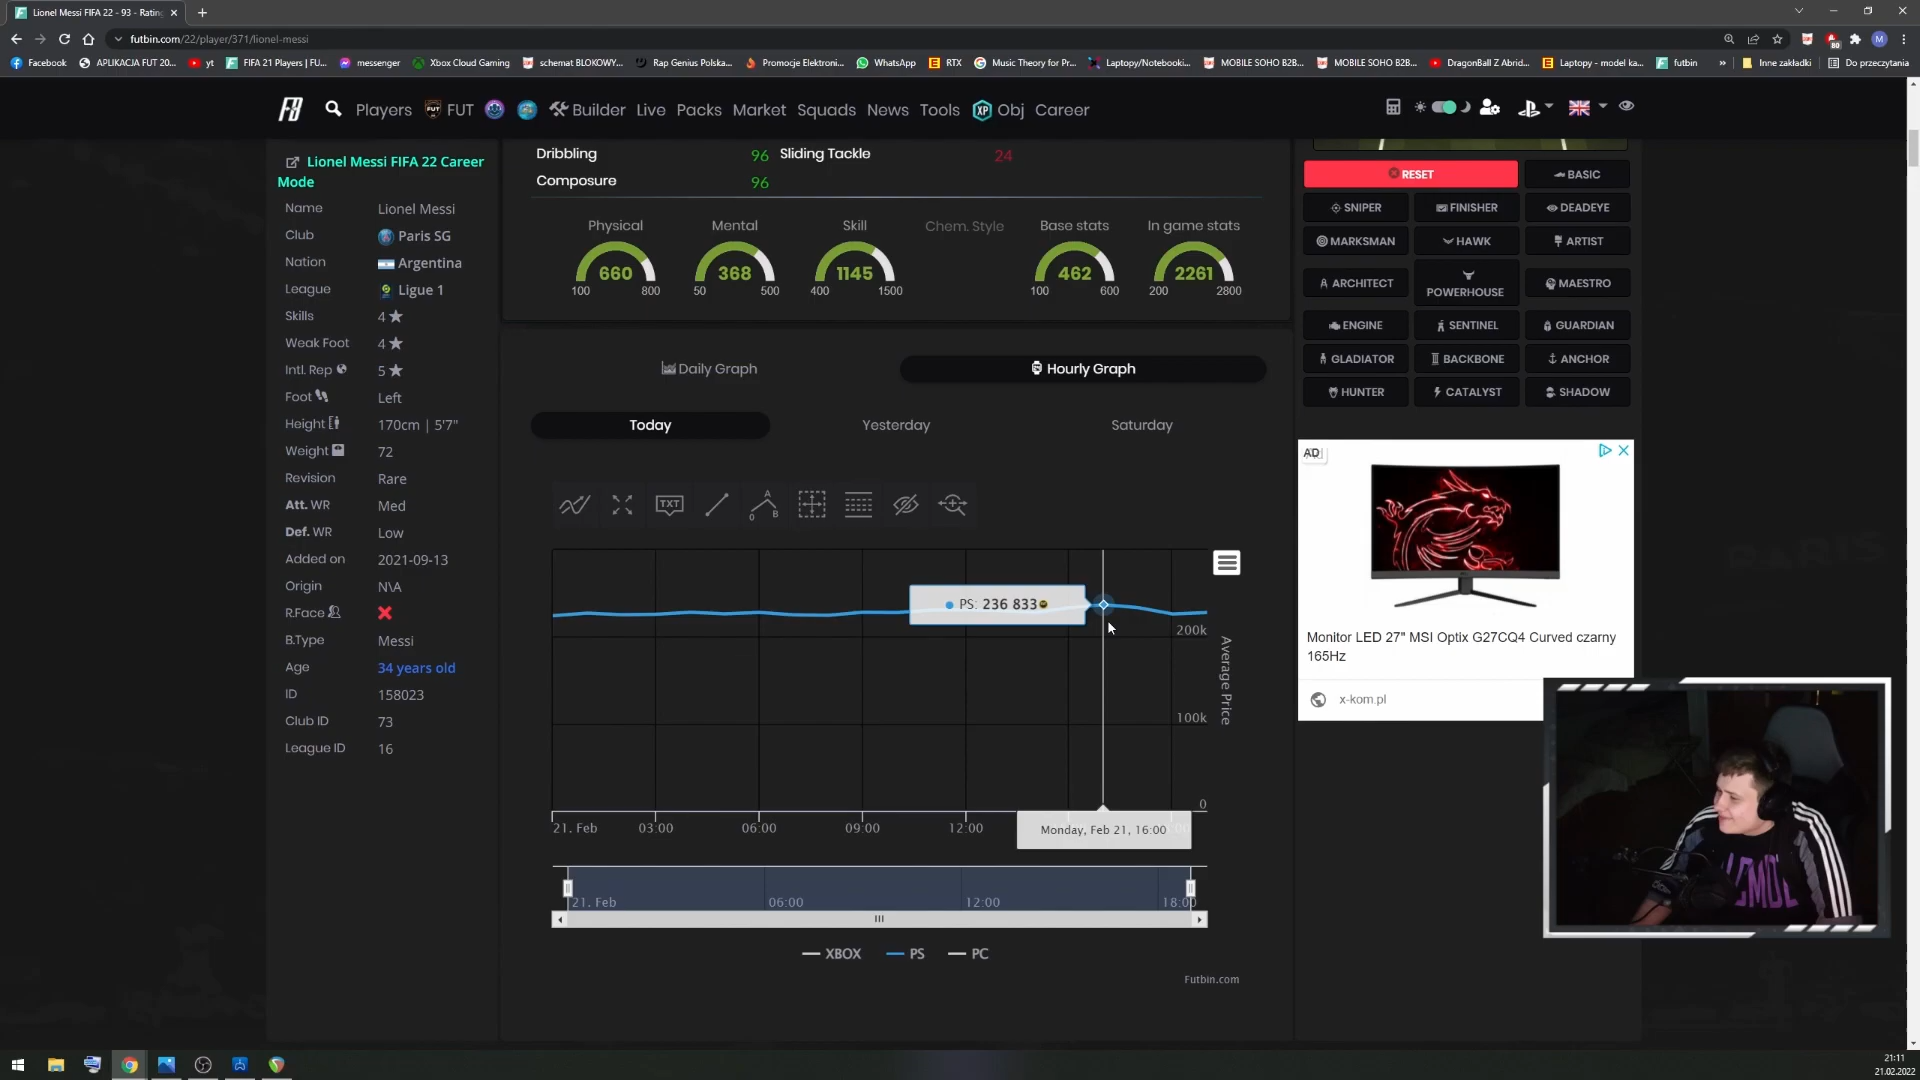 Lionel Messi FIFA 22 - 93 - Ratin
futbin.com/22/player/371/lionel-messi
Facebook
APLIKACJA FUT 20...
yt
FIFA 21 Players | FU...
messenger
Xbox Cloud Gaming
schemat BLOKOWY...
Rap Genius Polska...
Promocje Elektroni...
WhatsApp
RTX
Music Theory for Pr...
Laptopy/Notebooki...
MOBILE SOHO B2B...
MOBILE SOHO B2B...
DragonBall Z Abrid...
Laptopy - model ka...
futbin
Inne zakładki
Do przeczytania
Players
FUT
Builder
Live
Packs
Market
Squads
News
Tools
XP Obj
Career
Lionel Messi FIFA 22 Career
Mode
Name Lionel Messi
Club Paris SG
Nation Argentina
League Ligue 1
Skills 4
Weak Foot 4
Intl. Rep 5
Foot Left
Height 170cm | 5'7"
Weight 72
Revision Rare
Att. WR Med
Def. WR Low
Added on 2021-09-13
Origin N\A
R.Face
B.Type Messi
Age 34 years old
ID 158023
Club ID 73
League ID 16
Dribbling 96 Sliding Tackle 24
Composure 96
Physical Mental Skill Chem. Style Base stats In game stats
660 368 1145 462 2261
100 800 50 500 400 1500 100 600 200 2800
Daily Graph Hourly Graph
Today Yesterday Saturday
TXT
A
0 B
PS: 236 833
200k
100k
0
Average Price
21. Feb 03:00 06:00 09:00 12:00
Monday, Feb 21, 16:00
21. Feb 06:00 12:00 18:00
XBOX PS PC
Futbin.com
RESET BASIC
SNIPER FINISHER DEADEYE
MARKSMAN HAWK ARTIST
ARCHITECT POWERHOUSE MAESTRO
ENGINE SENTINEL GUARDIAN
GLADIATOR BACKBONE ANCHOR
HUNTER CATALYST SHADOW
AD
Monitor LED 27" MSI Optix G27CQ4 Curved czarny
165Hz
x-kom.pl
21:11
21.02.2022